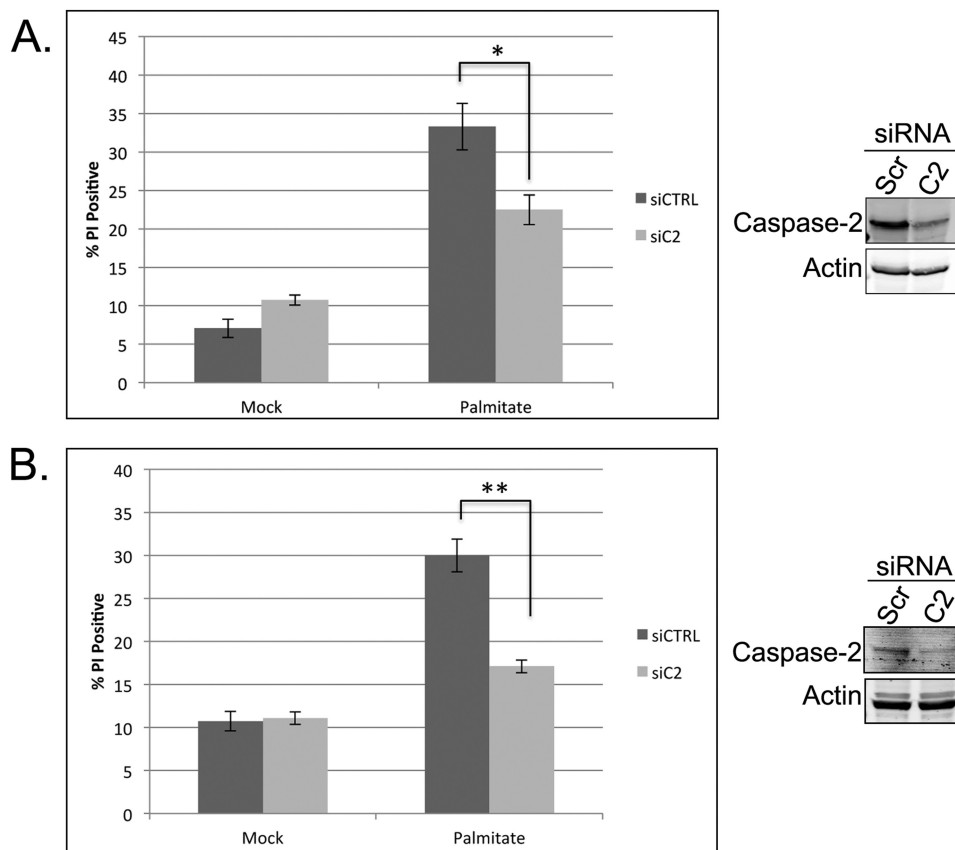 A.
% PI Positive
45
40
35
30
25
20
15
10
5
0
*
Mock
Palmitate
siCTRL
siC2
siRNA
Scr C2
Caspase-2
Actin
B.
% PI Positive
40
35
30
25
20
15
10
5
0
**
Mock
Palmitate
siCTRL
siC2
siRNA
Scr C2
Caspase-2
Actin